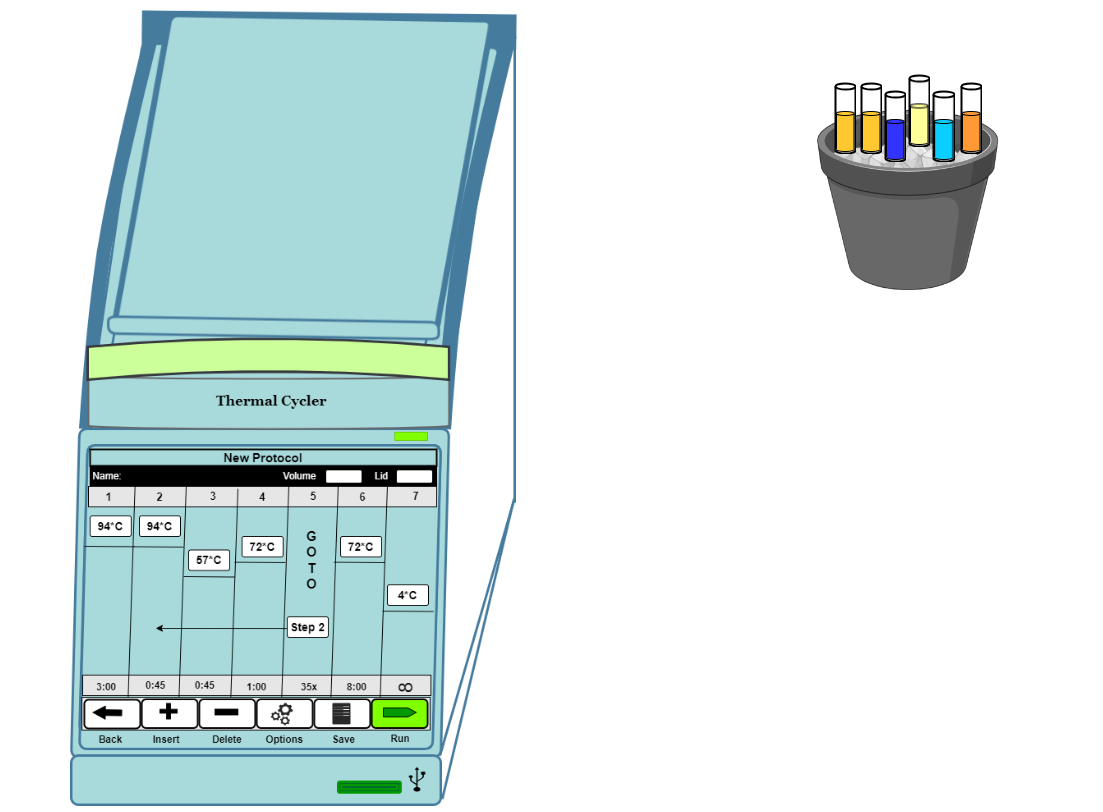 Thermal Cycler
New Protocol
Name: Volume Lid
1 2 3 4 5 6 7
94°C 94°C 57°C 72°C GOTO 72°C 4°C
Step 2
3:00 0:45 0:45 1:00 35x 8:00 ∞
Back Insert Delete Options Save Run